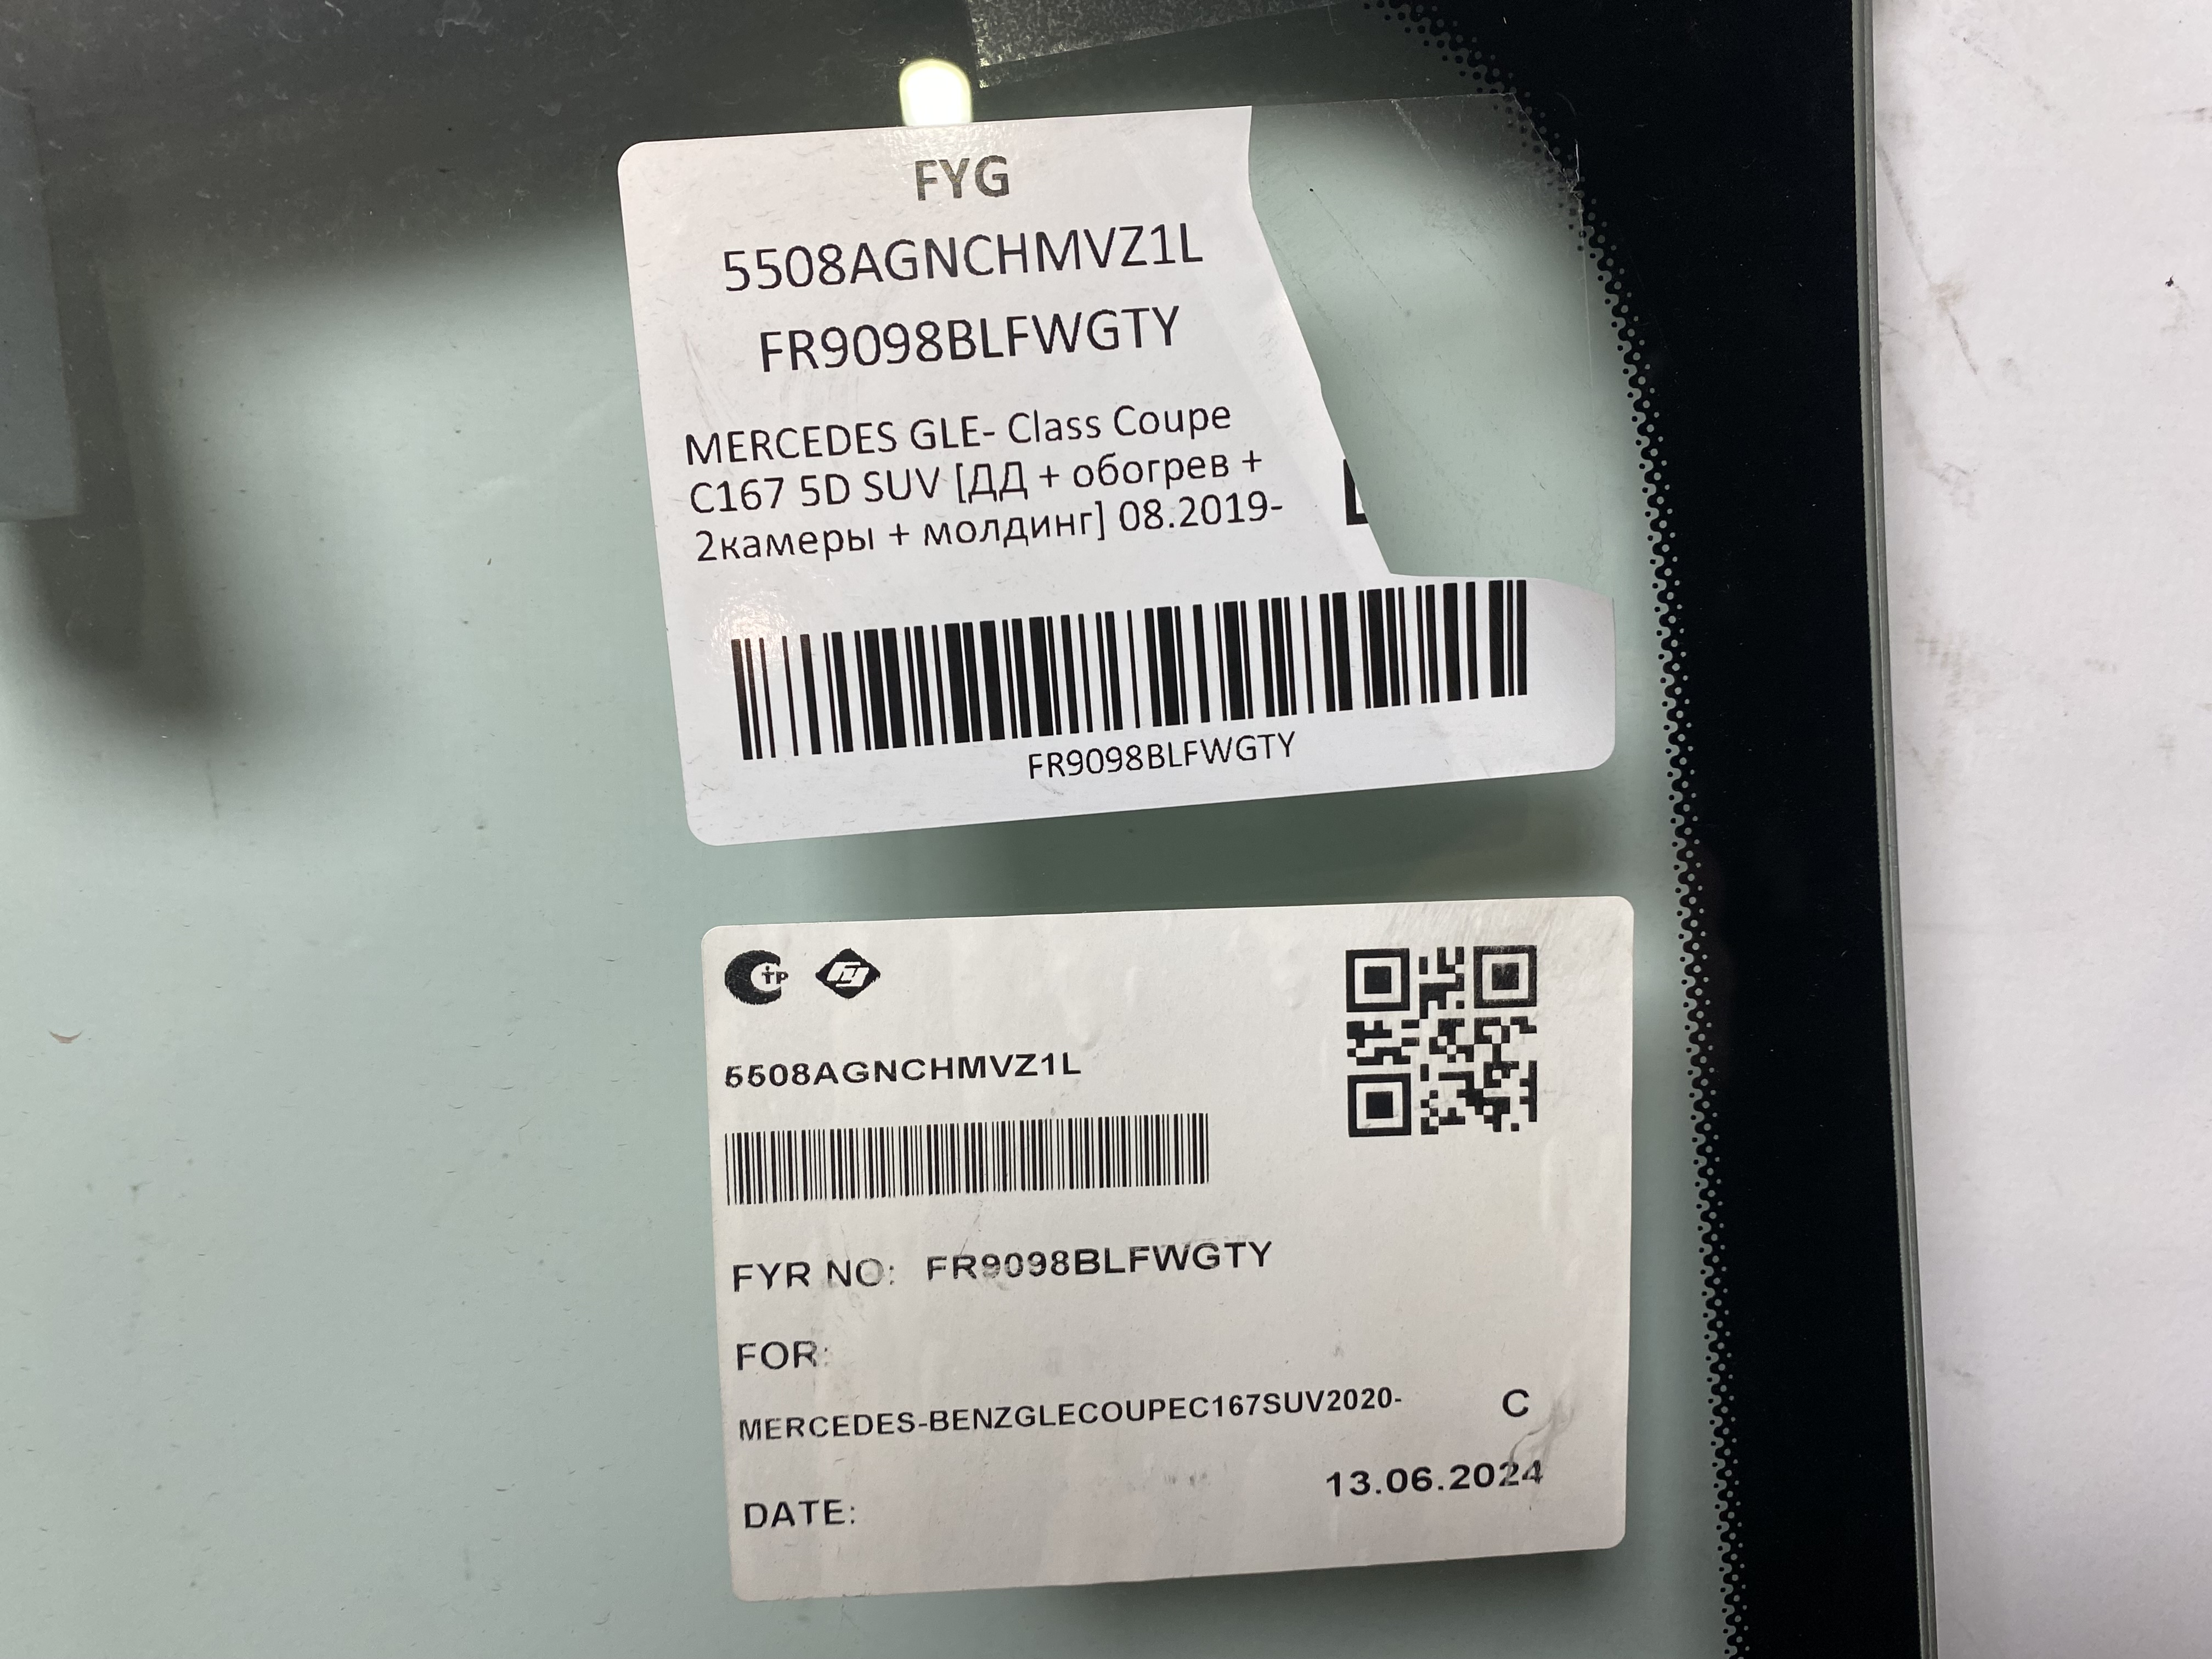 FYG
5508AGNCHMVZ1L
FR9098BLFWGTY
MERCEDES GLE- Class Coupe
C167 5D SUV [ДД + обогрев +
2камеры + молдинг] 08.2019-
FR9098BLFWGTY
5508AGNCHMVZ1L
FYR NO: FR9098BLFWGTY
FOR:
MERCEDES-BENZGLECOUPEC167SUV2020- C
13.06.2024
DATE: